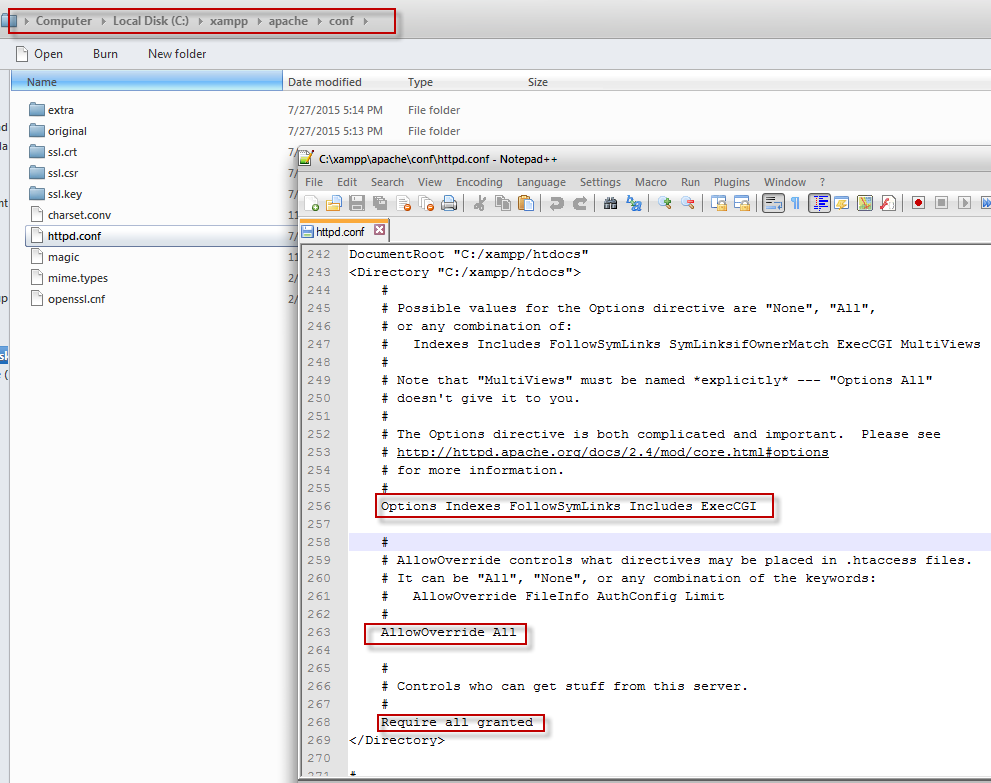 Computer Local Disk (C:) xampp apache conf
Open Burn New folder
Name Date modified Type Size
extra 7/27/2015 5:14 PM File folder
original 7/27/2015 5:13 PM File folder
ssl.crt
ssl.csr
ssl.key
charset.conv
httpd.conf
magic
mime.types
openssl.cnf
C:\xampp\apache\conf\httpd.conf - Notepad++
File Edit Search View Encoding Language Settings Macro Run Plugins Window ?
httpd.conf
242 DocumentRoot "C:/xampp/htdocs"
243 <Directory "C:/xampp/htdocs">
244 #
245 # Possible values for the Options directive are "None", "All",
246 # or any combination of:
247 #   Indexes Includes FollowSymLinks SymLinksifOwnerMatch ExecCGI MultiViews
248 #
249 # Note that "MultiViews" must be named *explicitly* --- "Options All"
250 # doesn't give it to you.
251 #
252 # The Options directive is both complicated and important.  Please see
253 # http://httpd.apache.org/docs/2.4/mod/core.html#options
254 # for more information.
255 #
256 Options Indexes FollowSymLinks Includes ExecCGI
257
258 #
259 # AllowOverride controls what directives may be placed in .htaccess files.
260 # It can be "All", "None", or any combination of the keywords:
261 #   AllowOverride FileInfo AuthConfig Limit
262 #
263 AllowOverride All
264
265 #
266 # Controls who can get stuff from this server.
267 #
268 Require all granted
269 </Directory>
270
271 #